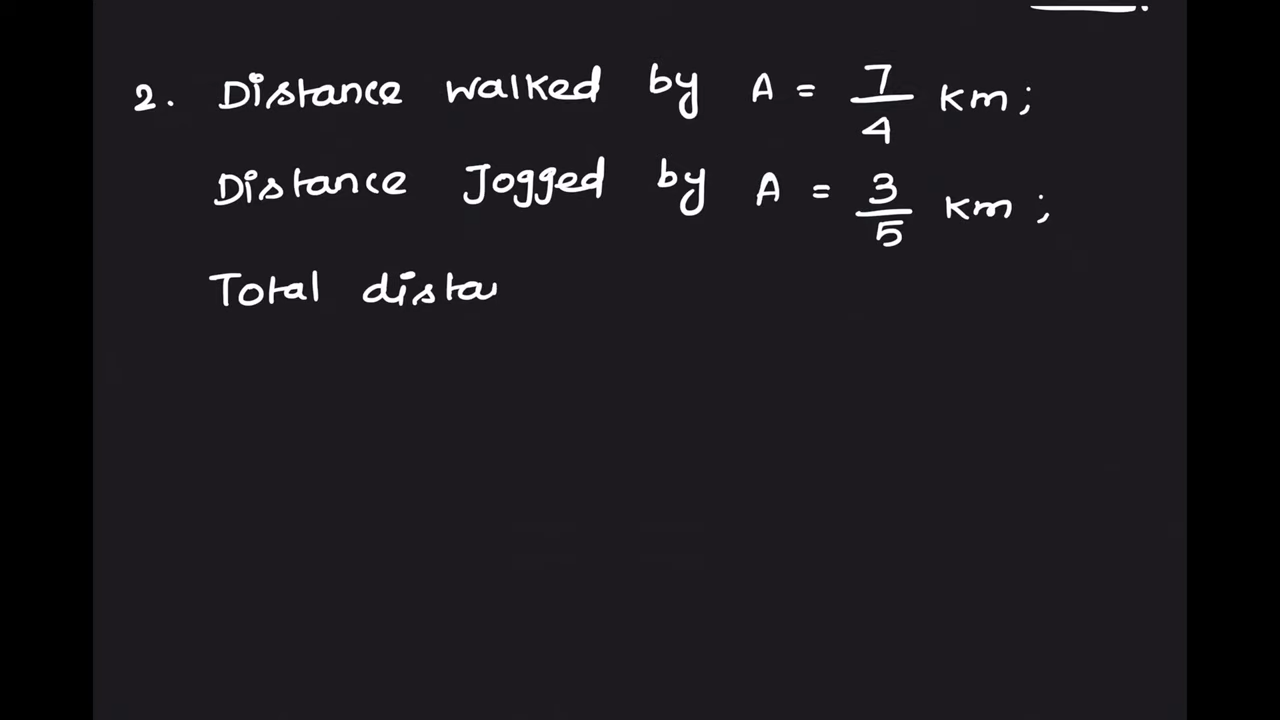 2. Distance walked by A = 7/4 km;
Distance Jogged by A = 3/5 km;
Total dista